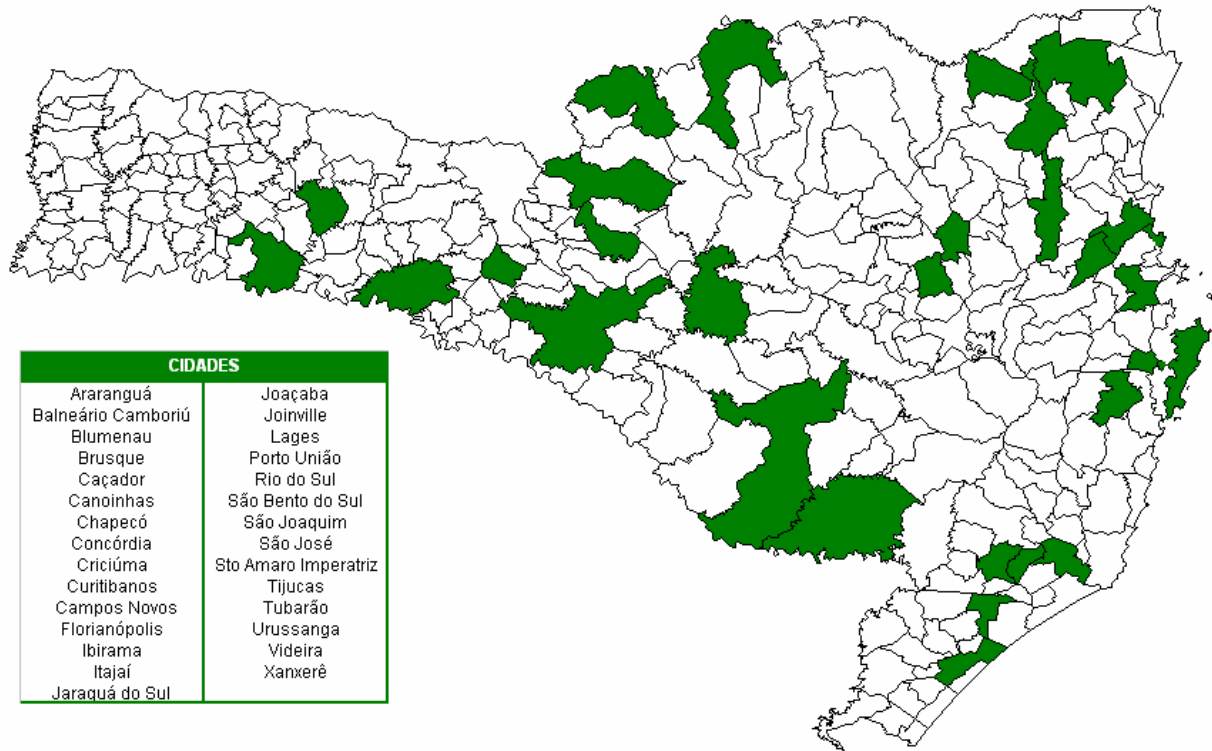 CIDADES
Araranguá
Balneário Camboriú
Blumenau
Brusque
Caçador
Canoinhas
Chapecó
Concórdia
Criciúma
Curitibanos
Campos Novos
Florianópolis
Ibirama
Itajaí
Jaraguá do Sul
Joaçaba
Joinville
Lages
Porto União
Rio do Sul
São Bento do Sul
São Joaquim
São José
Sto Amaro Imperatriz
Tijucas
Tubarão
Urussanga
Videira
Xanxerê